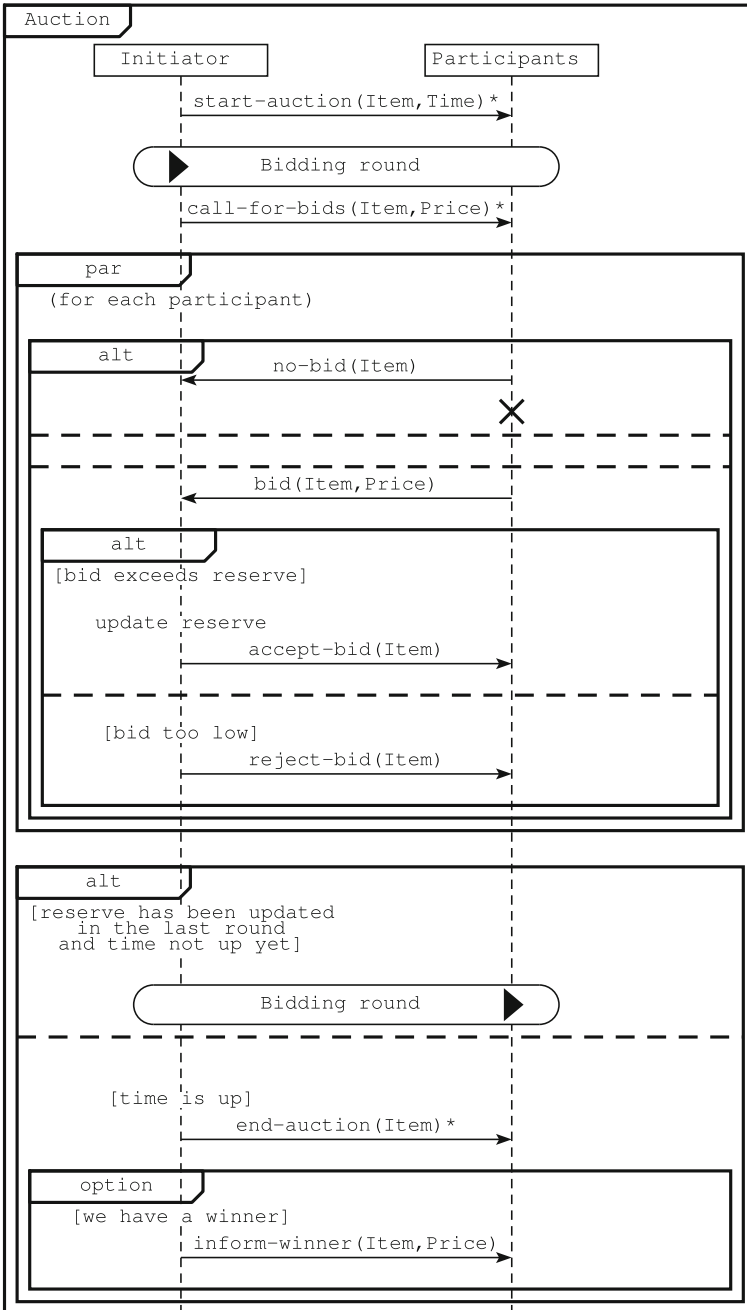 Auction
Initiator
Participants
start-auction(Item,Time)*
Bidding round
call-for-bids(Item,Price)*
par
(for each participant)
alt
no-bid(Item)
bid(Item,Price)
alt
[bid exceeds reserve]
update reserve
accept-bid(Item)
[bid too low]
reject-bid(Item)
alt
[reserve has been updated
in the last round
and time not up yet]
Bidding round
[time is up]
end-auction(Item)*
option
[we have a winner]
inform-winner(Item,Price)